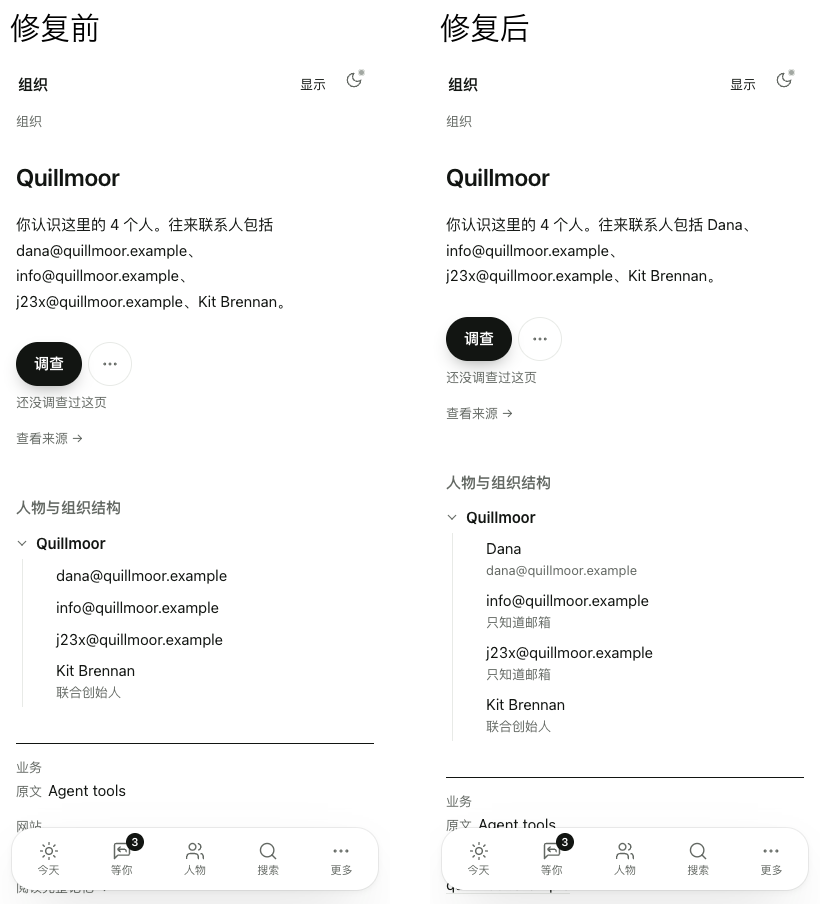 修复前
组织
显示
组织
Quillmoor
你认识这里的 4 个人。往来联系人包括
dana@quillmoor.example、
info@quillmoor.example、
j23x@quillmoor.example、Kit Brennan。
调查
还没调查过这页
查看来源 →
人物与组织结构
Quillmoor
dana@quillmoor.example
info@quillmoor.example
j23x@quillmoor.example
Kit Brennan
联合创始人
业务
原文 Agent tools
网站
3
今天
等你
人物
搜索
更多
修复后
组织
显示
组织
Quillmoor
你认识这里的 4 个人。往来联系人包括 Dana、
info@quillmoor.example、
j23x@quillmoor.example、Kit Brennan。
调查
还没调查过这页
查看来源 →
人物与组织结构
Quillmoor
Dana
dana@quillmoor.example
info@quillmoor.example
只知道邮箱
j23x@quillmoor.example
只知道邮箱
Kit Brennan
联合创始人
业务
原文 Agent tools
3
今天
等你
人物
搜索
更多